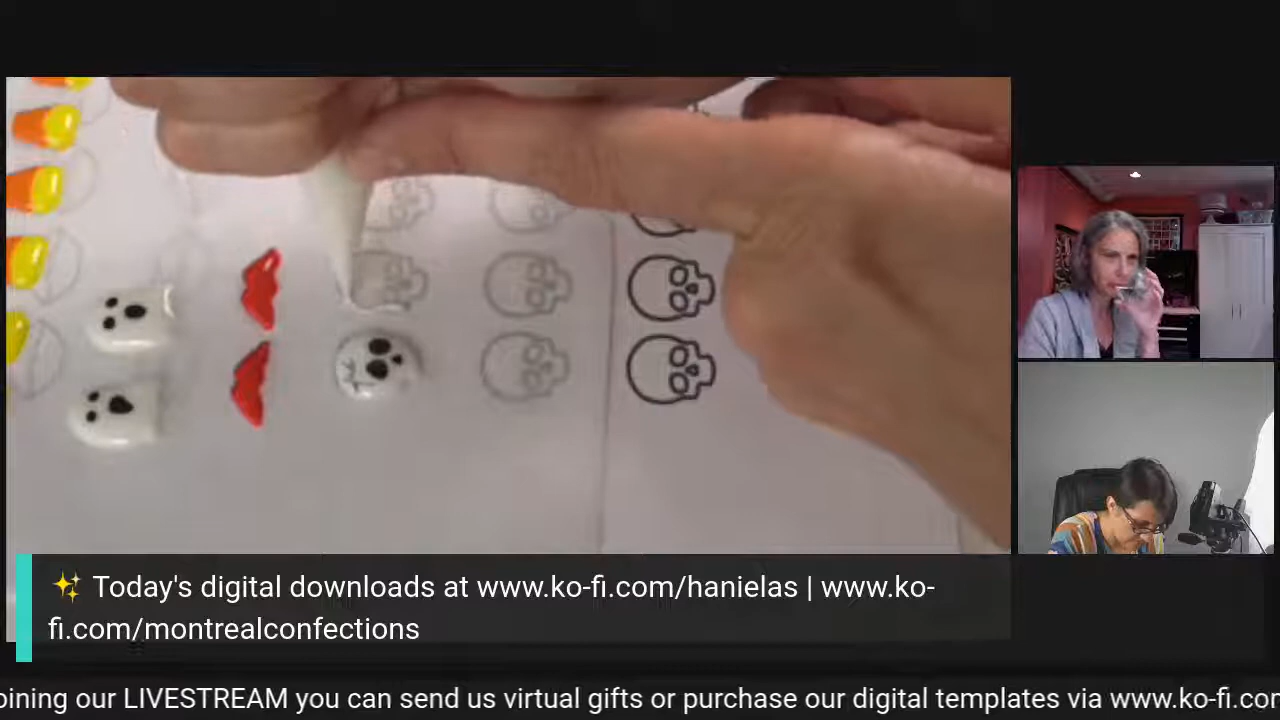 ✨ Today's digital downloads at www.ko-fi.com/hanielas | www.ko-
fi.com/montrealconfections
oining our LIVESTREAM you can send us virtual gifts or purchase our digital templates via www.ko-fi.com